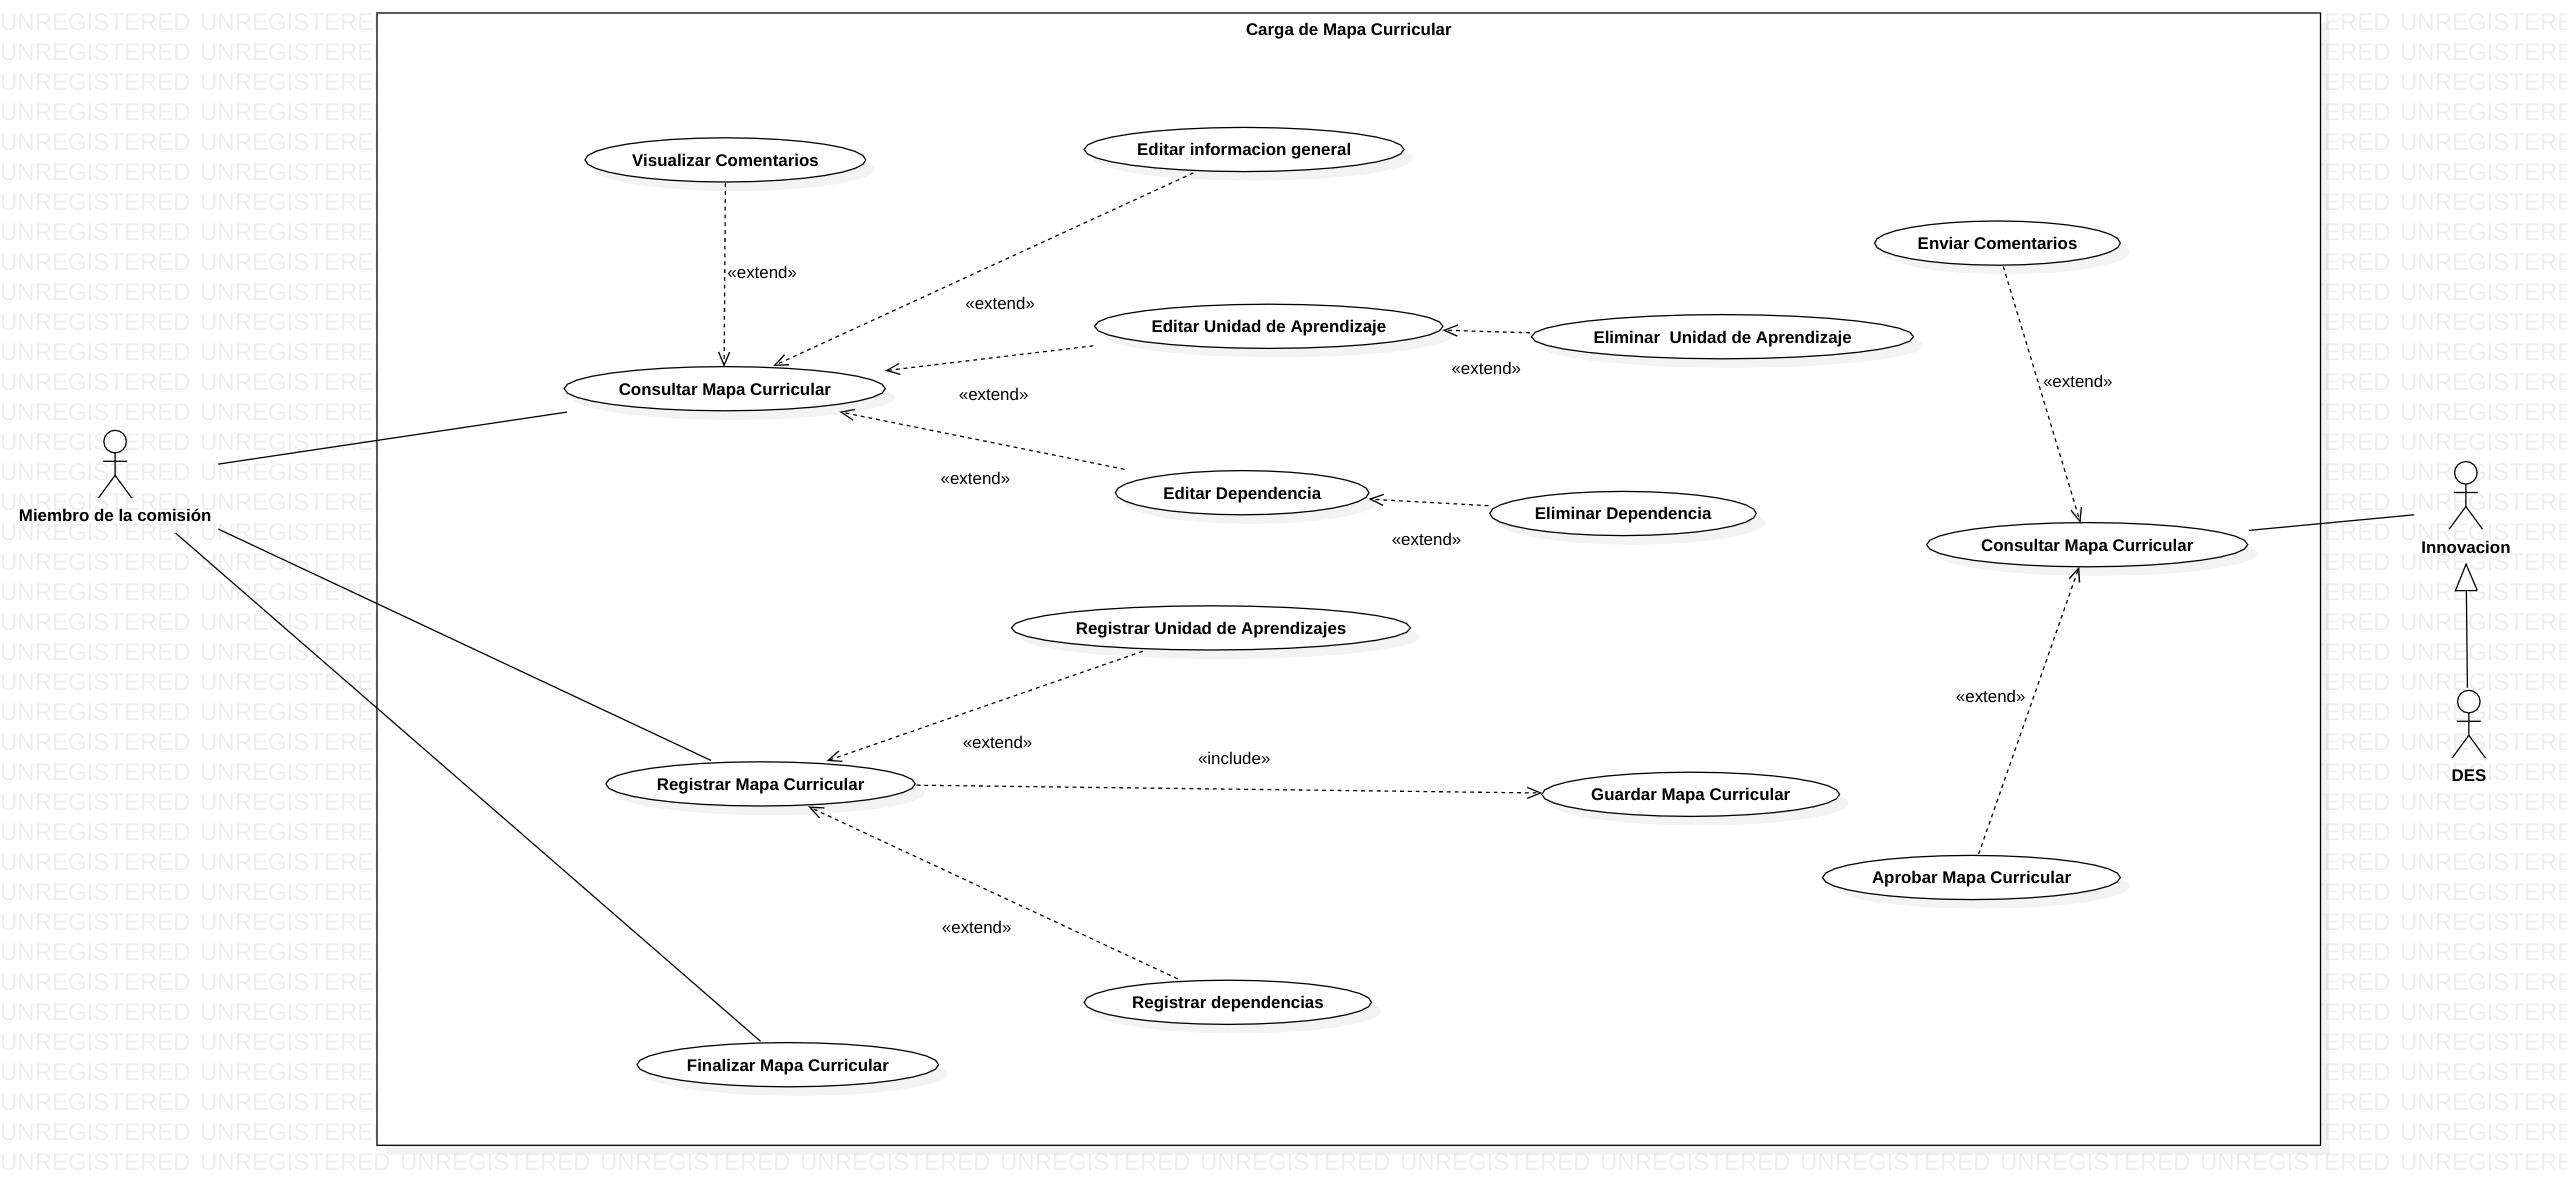 Carga de Mapa Curricular
Visualizar Comentarios
Editar informacion general
Enviar Comentarios
«extend»
«extend»
Editar Unidad de Aprendizaje
Eliminar  Unidad de Aprendizaje
«extend»
«extend»
Consultar Mapa Curricular
«extend»
«extend»
Editar Dependencia
Eliminar Dependencia
«extend»
Miembro de la comisión
Consultar Mapa Curricular
Innovacion
Registrar Unidad de Aprendizajes
«extend»
«extend»
«include»
Registrar Mapa Curricular
Guardar Mapa Curricular
DES
Aprobar Mapa Curricular
«extend»
Registrar dependencias
Finalizar Mapa Curricular
UNREGISTERED UNREGISTERED UNREGISTERED UNREGISTERED UNREGISTERED UNREGISTERED UNREGISTERED UNREGISTERED UNREGISTERED UNREGISTERED UNREGISTERED UNREGISTERED UNREGISTERE